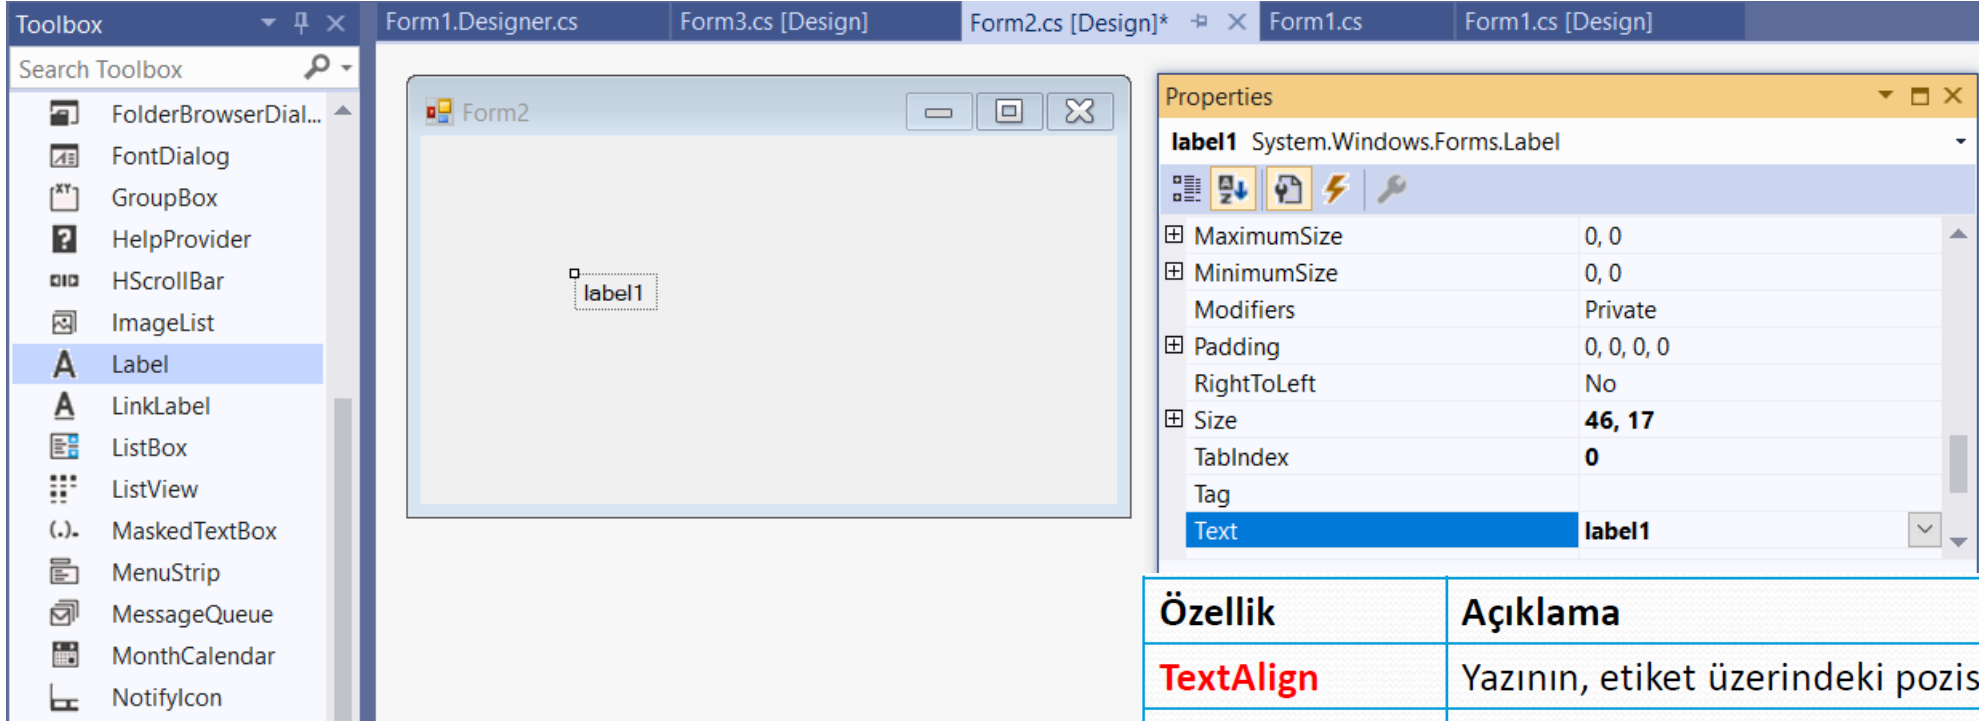 Toolbox
Search Toolbox
FolderBrowserDial...
FontDialog
GroupBox
HelpProvider
HScrollBar
ImageList
Label
LinkLabel
ListBox
ListView
MaskedTextBox
MenuStrip
MessageQueue
MonthCalendar
NotifyIcon
Form1.Designer.cs
Form3.cs [Design]
Form2.cs [Design]*
Form1.cs
Form1.cs [Design]
Form2
label1
Properties
label1 System.Windows.Forms.Label
MaximumSize 0, 0
MinimumSize 0, 0
Modifiers Private
Padding 0, 0, 0, 0
RightToLeft No
Size 46, 17
TabIndex 0
Tag
Text label1
Özellik Açıklama
TextAlign Yazının, etiket üzerindeki pozis